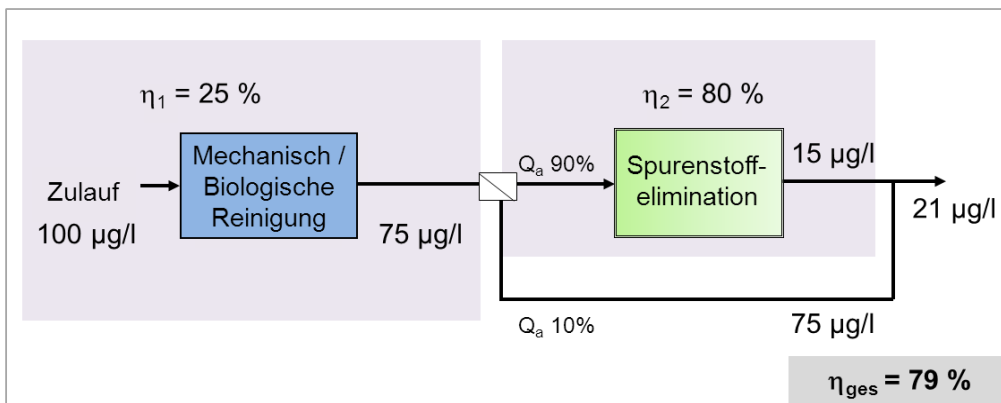 η1 = 25 %
η2 = 80 %
Mechanisch /
Biologische
Reinigung
Zulauf
100 µg/l
75 µg/l
Qa 90%
Spurenstoff-
elimination
15 µg/l
21 µg/l
Qa 10%
75 µg/l
ηges = 79 %